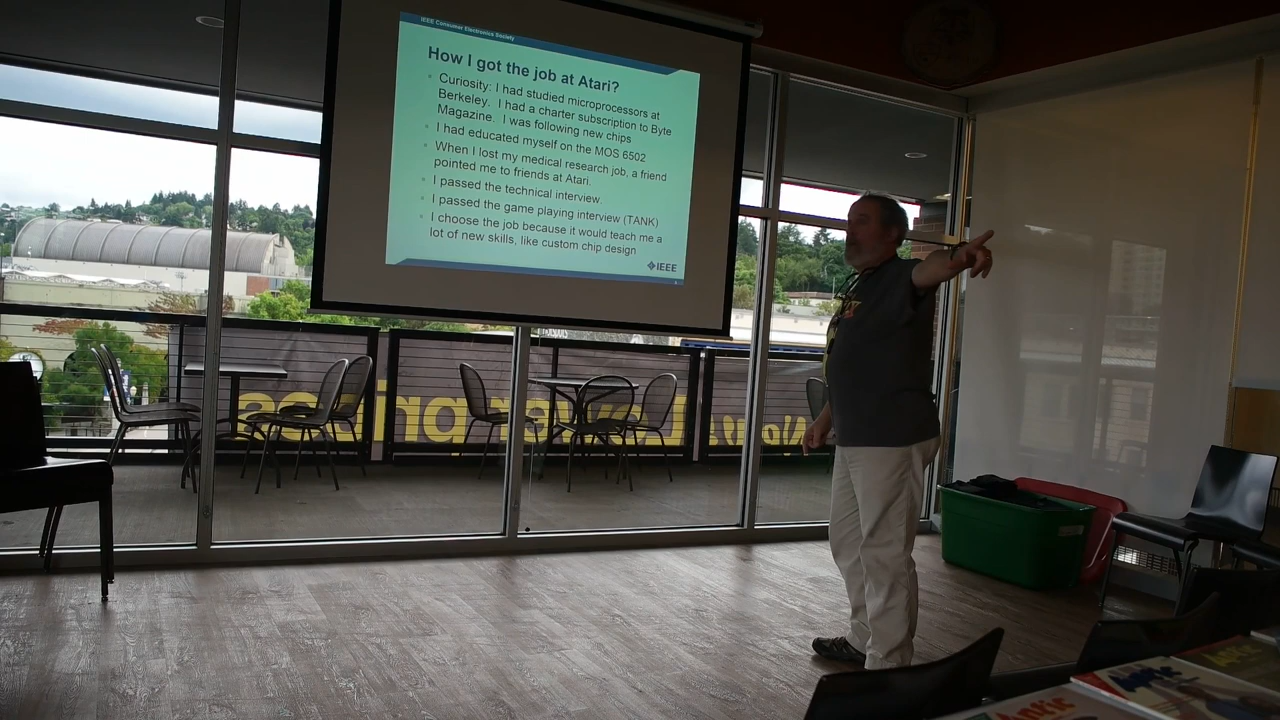 IEEE Consumer Electronics Society
How I got the job at Atari?
Curiosity: I had studied microprocessors at
Berkeley. I had a charter subscription to Byte
Magazine. I was following new chips
I had educated myself on the MOS 6502
When I lost my medical research job, a friend
pointed me to friends at Atari.
I passed the technical interview.
I passed the game playing interview (TANK)
I choose the job because it would teach me a
lot of new skills, like custom chip design
IEEE
Antic
Antic